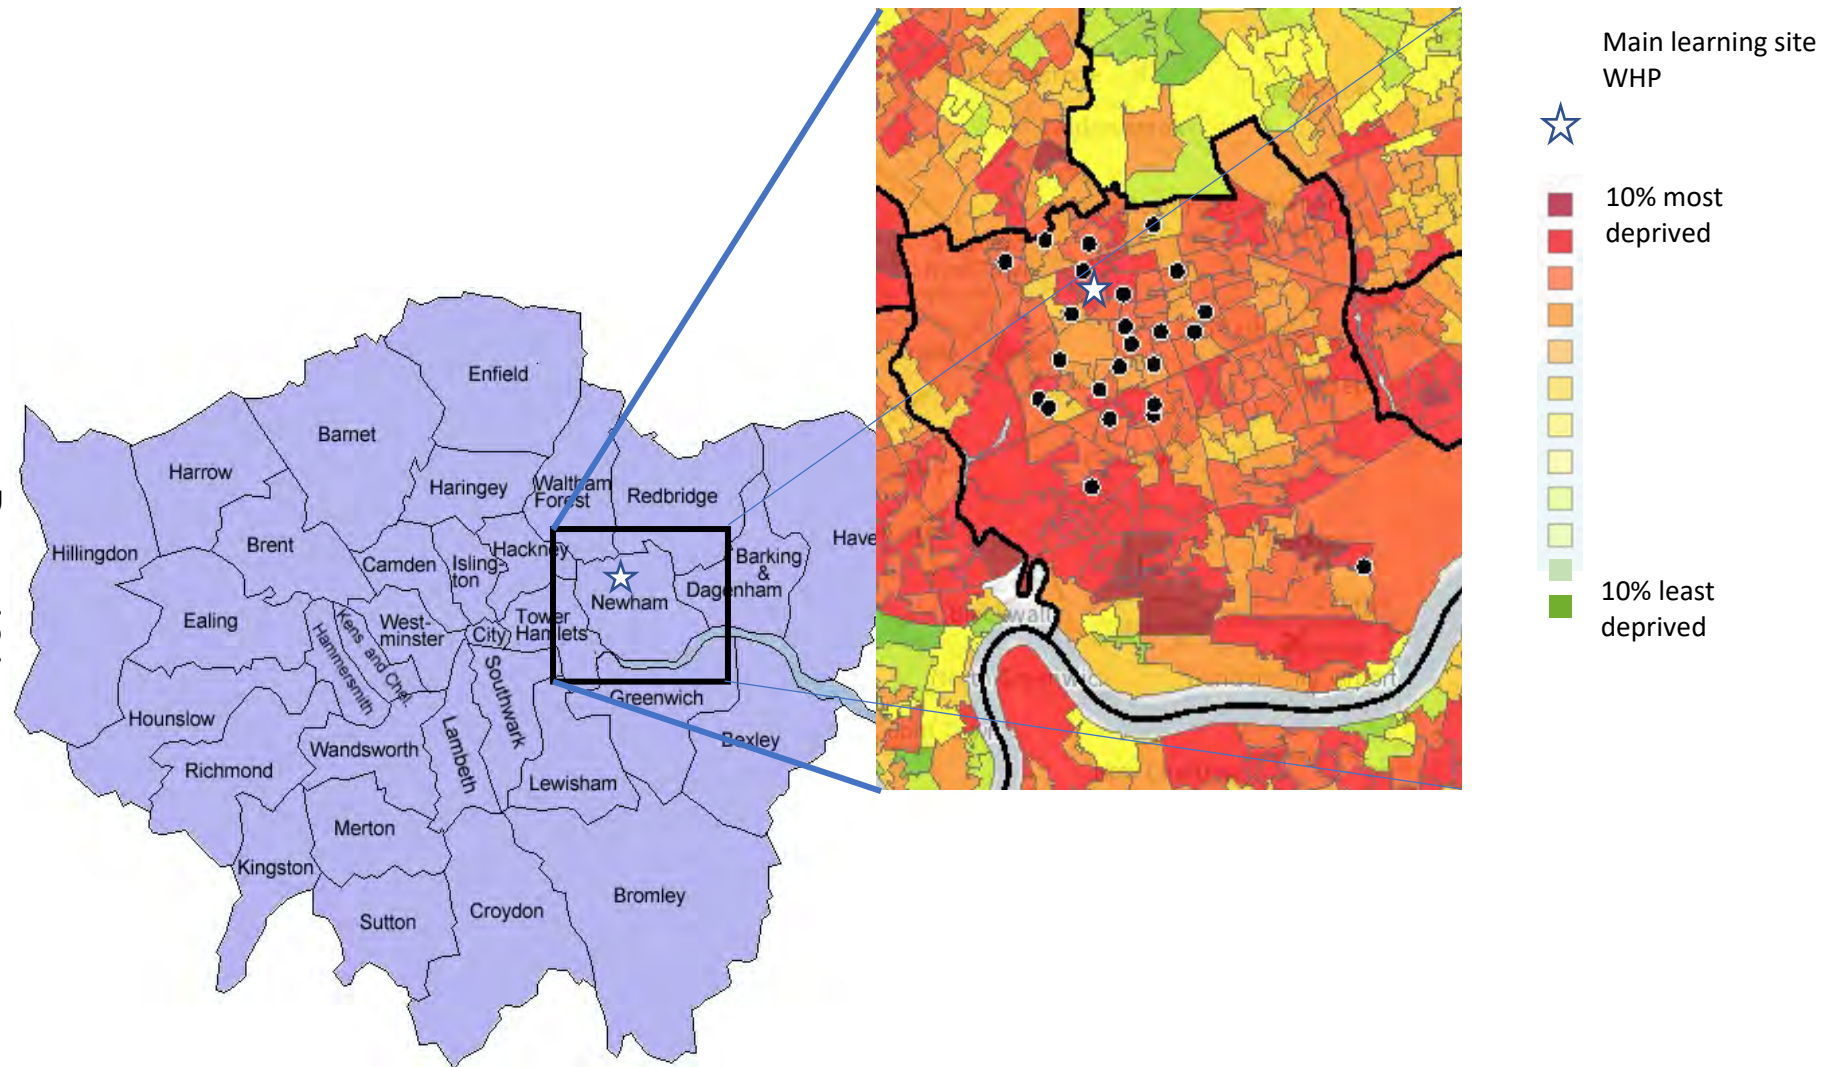 Enfield
Barnet
Harrow
Haringey
Waltham
Forest
Redbridge
Hillingdon
Brent
Camden
Isling-
ton
Hackney
Barking
&
Dagenham
Have
Ealing
Kens and Chel.
Hammersmith
West-
minster
City
Tower
Hamlets
Newham
Hounslow
Richmond
Wandsworth
Lambeth
Southwark
Greenwich
Bexley
Lewisham
Merton
Kingston
Sutton
Croydon
Bromley
Main learning site
WHP
10% most
deprived
10% least
deprived